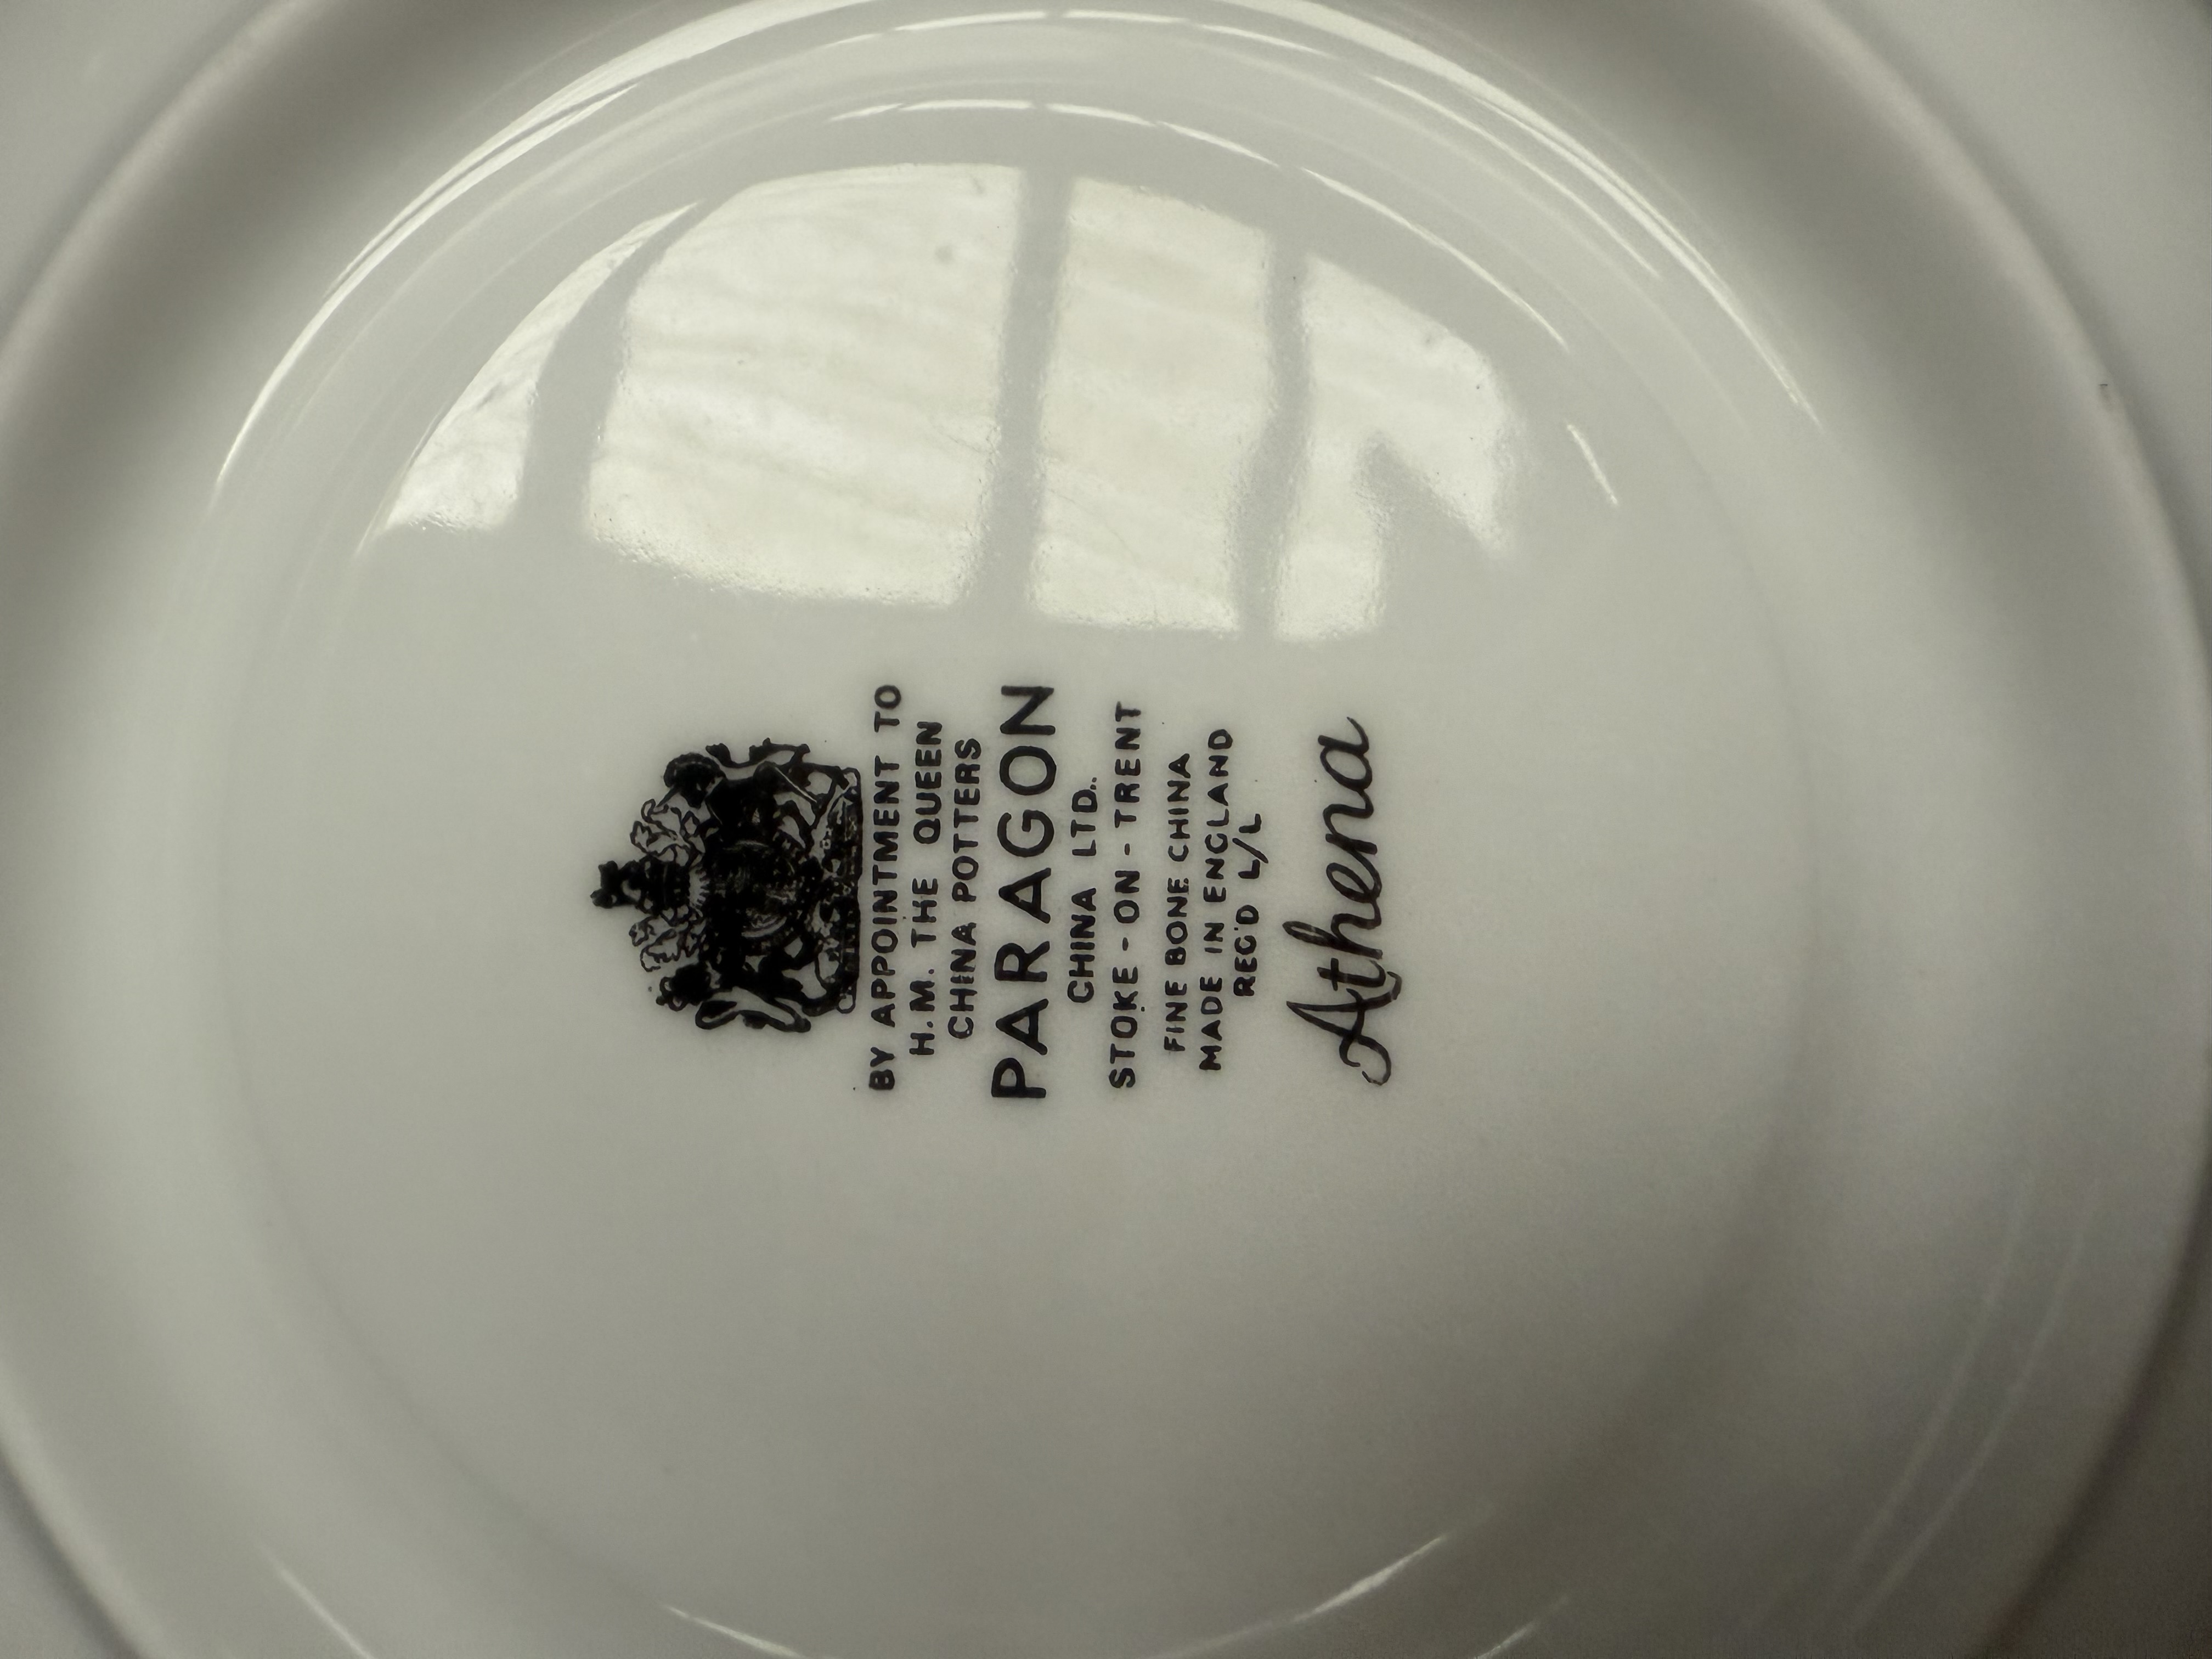 BY APPOINTMENT TO
H.M. THE QUEEN
CHINA POTTERS
PARAGON
CHINA LTD.
STOKE - ON - TRENT
FINE BONE CHINA
MADE IN ENGLAND
REG'D L/L
Athena